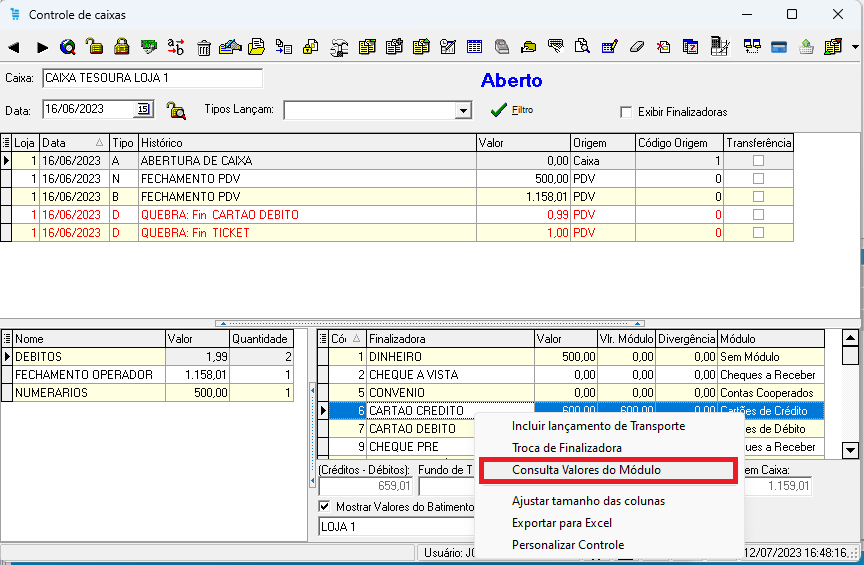 Controle de caixas
Caixa: CAIXA TESOURA LOJA 1
Aberto
Data: 16/06/2023 15 Tipos Lançam: Filtro Exibir Finalizadoras
Loja Data Tipo Histórico Valor Origem Código Origem Transferência
1 16/06/2023 A ABERTURA DE CAIXA 0,00 Caixa 1
1 16/06/2023 N FECHAMENTO PDV 500,00 PDV 0
1 16/06/2023 B FECHAMENTO PDV 1.158,01 PDV 0
1 16/06/2023 D QUEBRA: Fin CARTAO DEBITO 0,99 PDV 0
1 16/06/2023 D QUEBRA: Fin TICKET 1,00 PDV 0
Nome Valor Quantidade
DEBITOS 1,99 2
FECHAMENTO OPERADOR 1.158,01 1
NUMERARIOS 500,00 1
Finalizadora Valor Vlr. Módulo Divergência Módulo
1 DINHEIRO 500,00 0,00 0,00 Sem Módulo
2 CHEQUE A VISTA 0,00 0,00 0,00 Cheques a Receber
5 CONVENIO 0,00 0,00 0,00 Contas Cooperados
6 CARTAO CREDITO 600,00 600,00 0,00 Cartões de Crédito
7 CARTAO DEBITO es de Débito
9 CHEQUE PRE ues a Receber
Incluir lançamento de Transporte
Troca de Finalizadora
Consulta Valores do Módulo
Ajustar tamanho das colunas
Exportar para Excel
Personalizar Controle
(Créditos - Débitos): Fundo de T em Caixa:
659,01 1.159,01
Mostrar Valores do Batimento
LOJA 1
Usuário: 12/07/2023 16:48:16